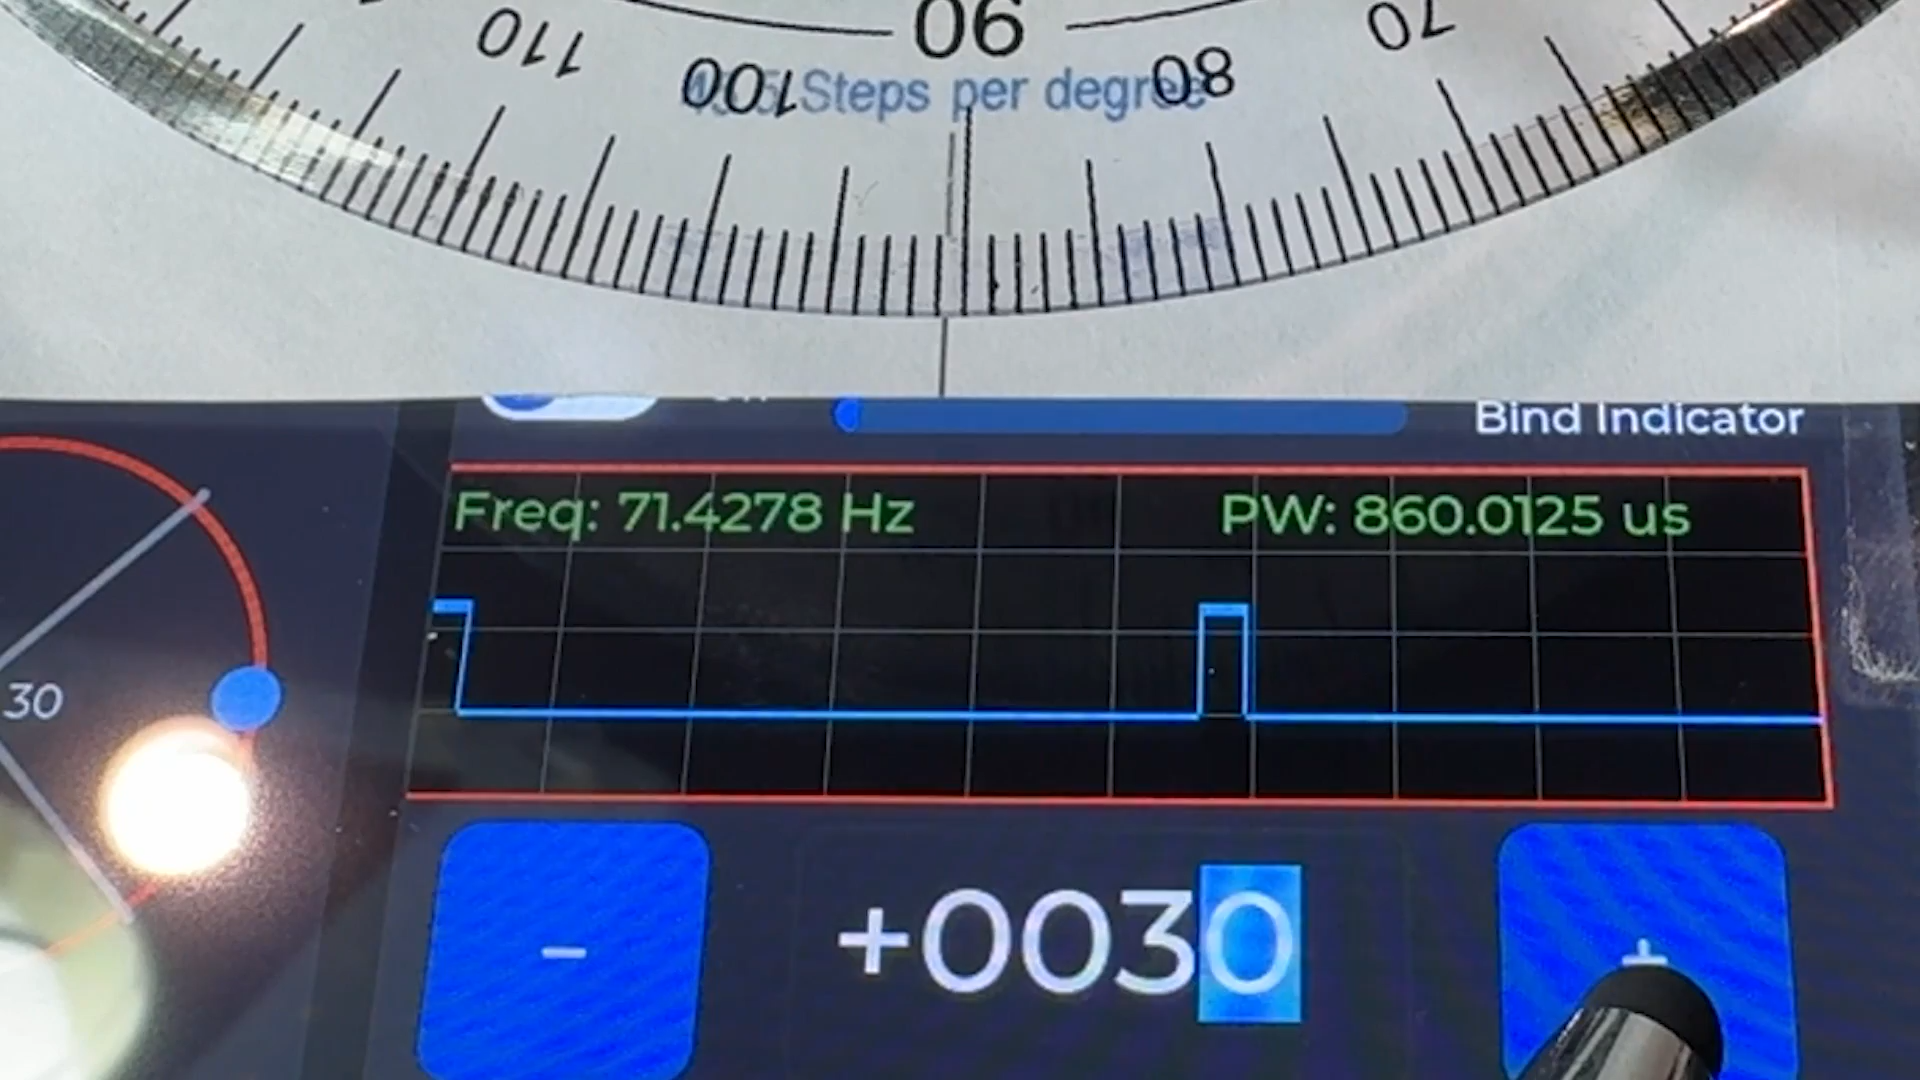 110
100
90
80
70
Steps per degree
Bind Indicator
Freq: 71.4278 Hz
PW: 860.0125 us
30
-
+0030
+